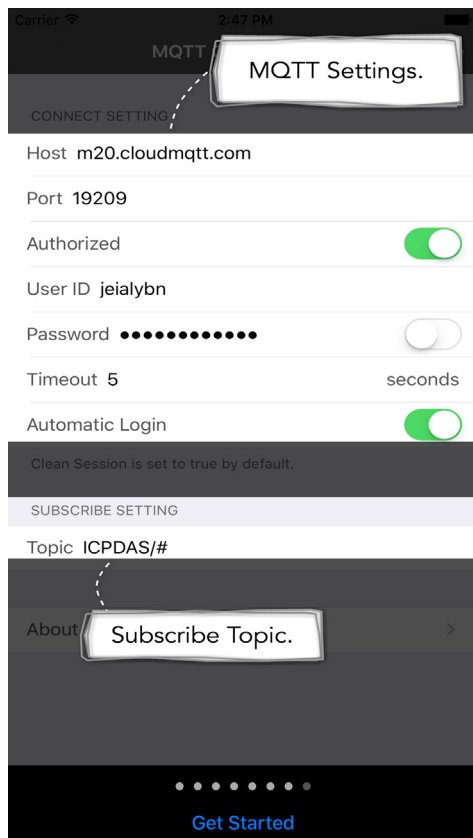 Carrier 2:47 PM
MQTT
MQTT Settings.
CONNECT SETTING
Host m20.cloudmqtt.com
Port 19209
Authorized
User ID jeialybn
Password ●●●●●●●●●●●●
Timeout 5 seconds
Automatic Login
Clean Session is set to true by default.
SUBSCRIBE SETTING
Topic ICPDAS/#
About
Subscribe Topic.
Get Started